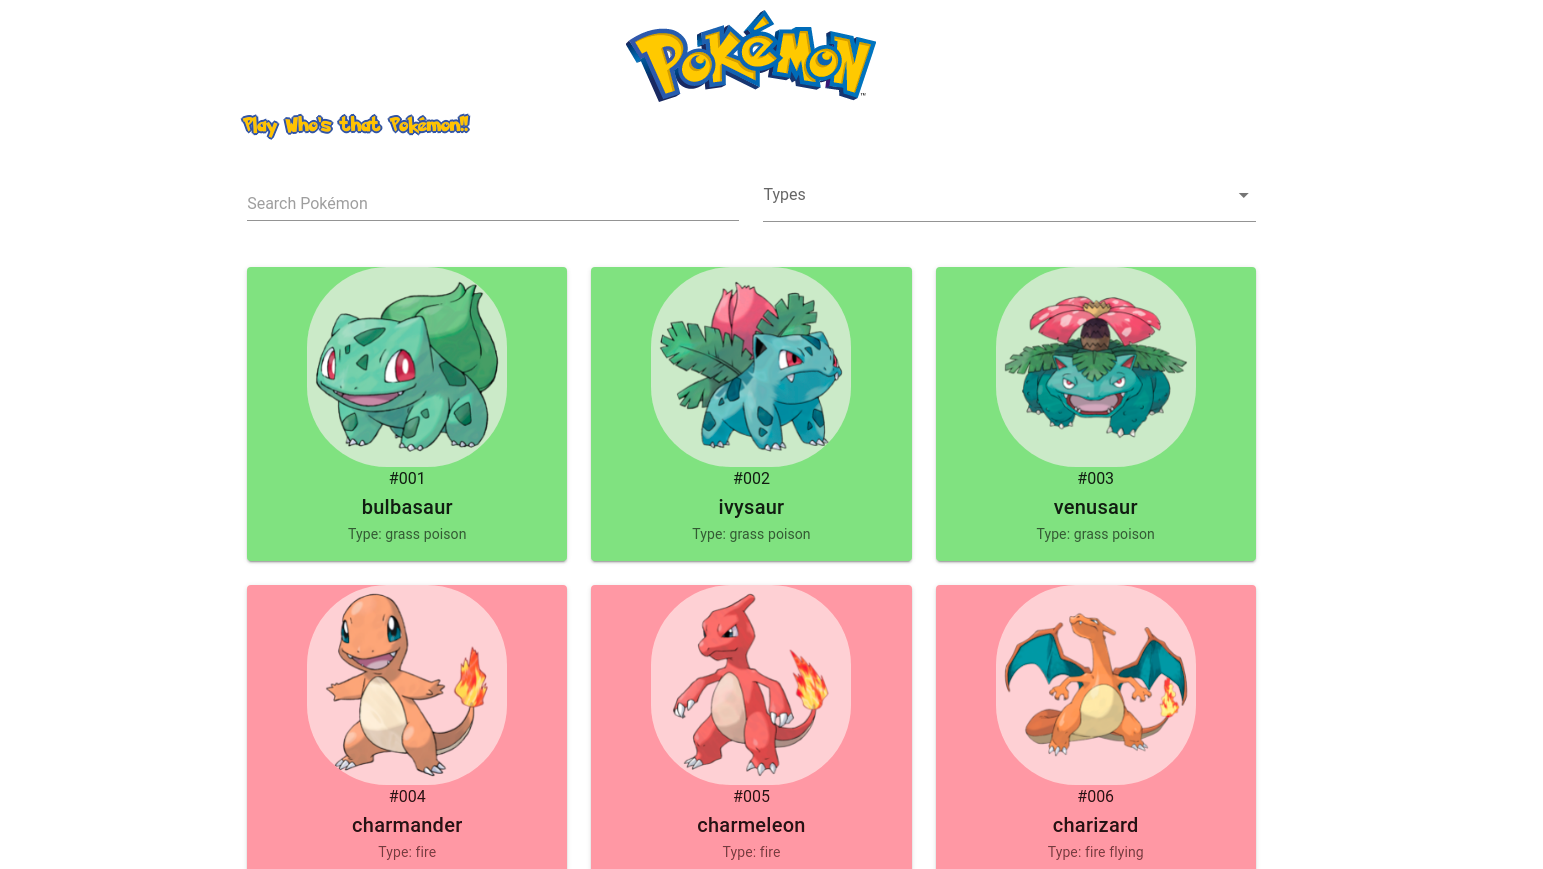 Pokémon
TM
Play Who's that Pokémon!!
Search Pokémon
Types
#001
bulbasaur
Type: grass poison
#002
ivysaur
Type: grass poison
#003
venusaur
Type: grass poison
#004
charmander
Type: fire
#005
charmeleon
Type: fire
#006
charizard
Type: fire flying